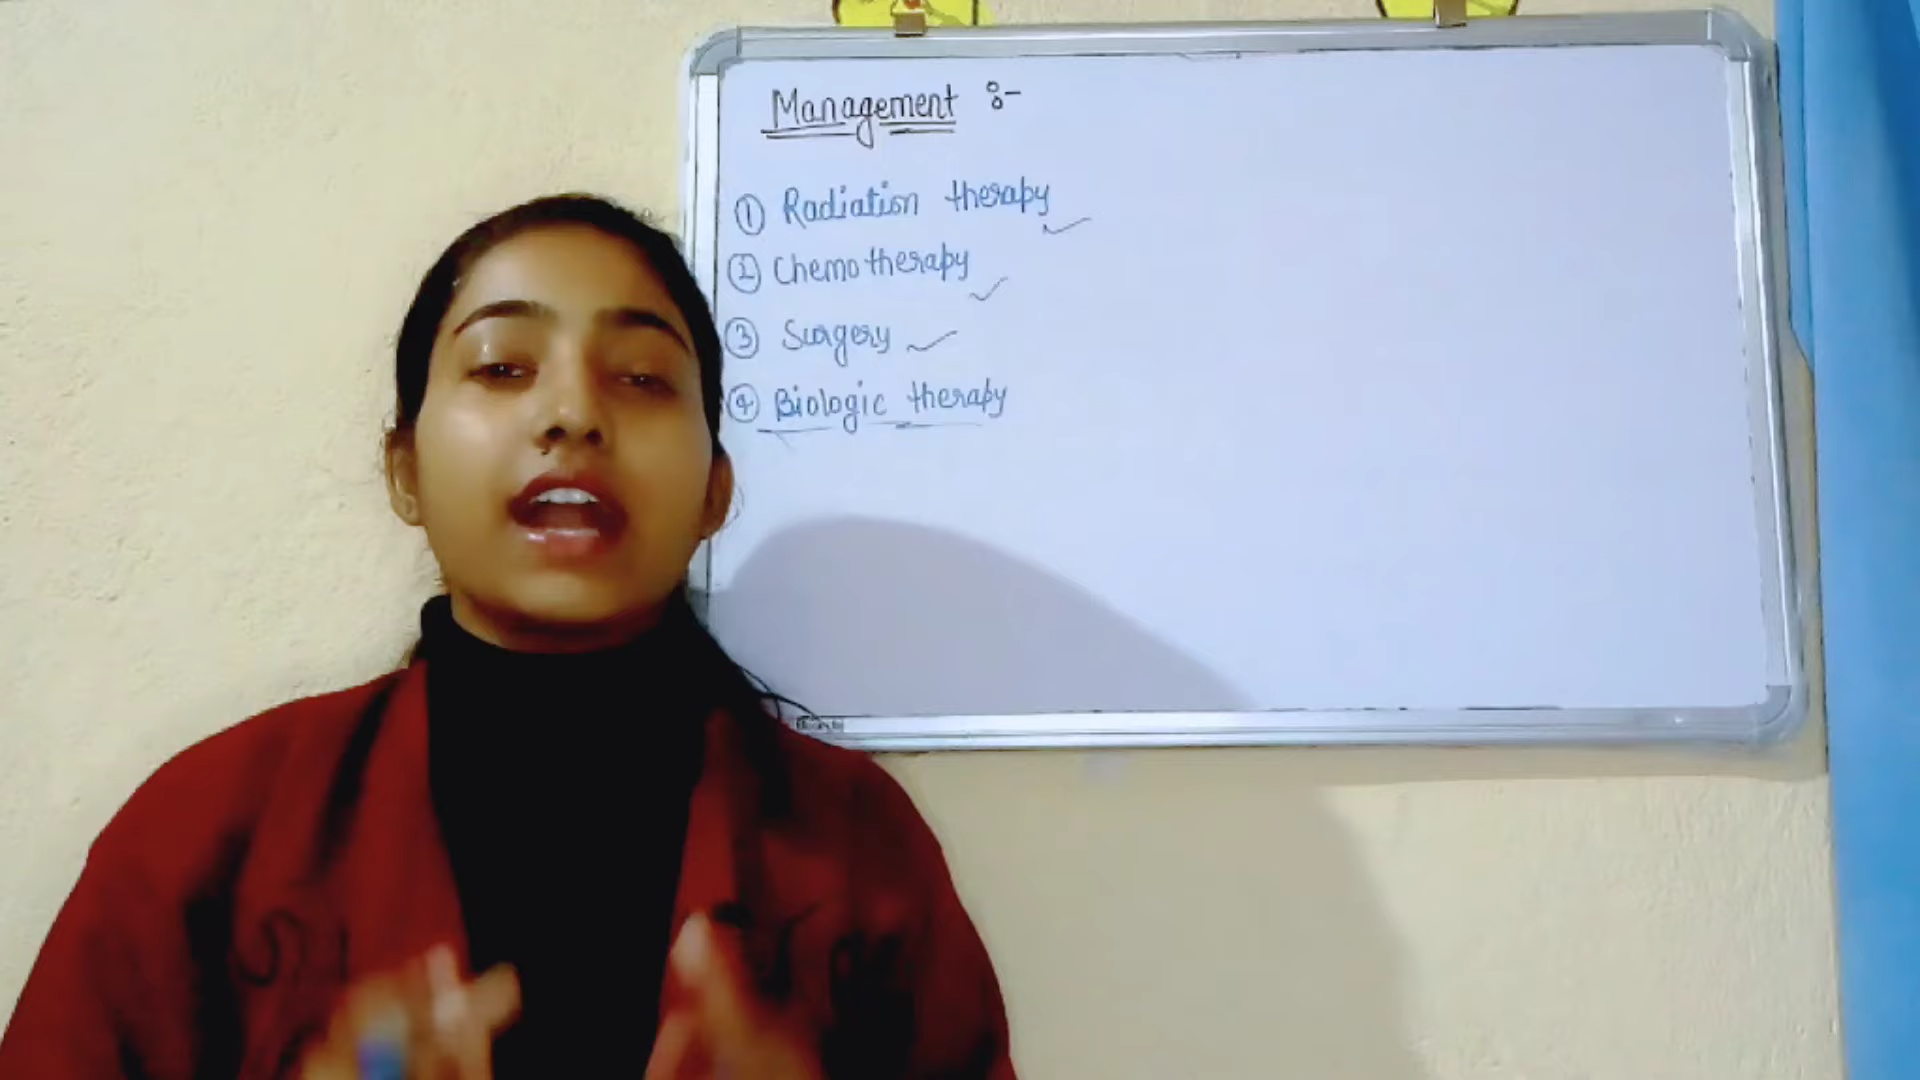 Management :-
① Radiation therapy
② Chemotherapy
③ Surgery
④ Biologic therapy